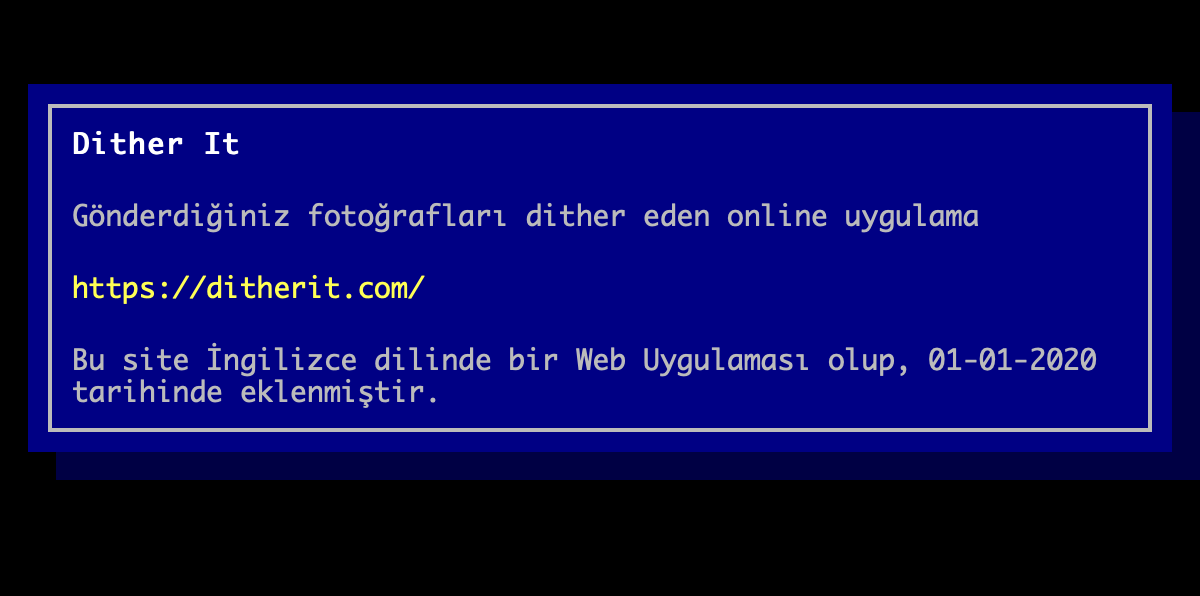 Dither It
Gönderdiğiniz fotoğrafları dither eden online uygulama
https://ditherit.com/
Bu site İngilizce dilinde bir Web Uygulaması olup, 01-01-2020
tarihinde eklenmiştir.